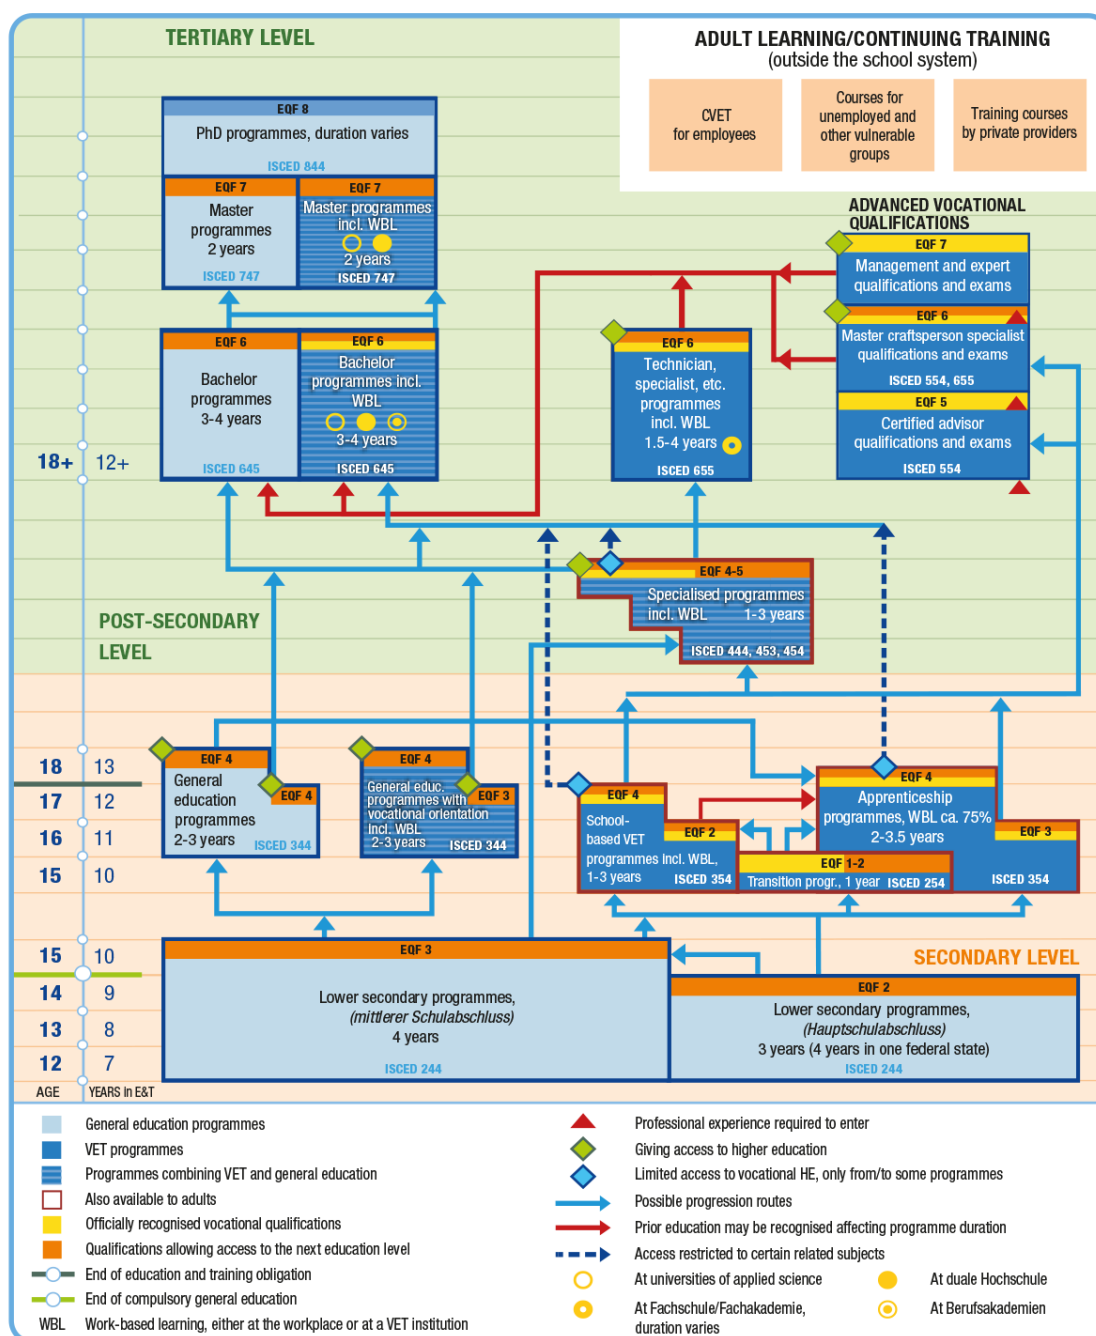 TERTIARY LEVEL
ADULT LEARNING/CONTINUING TRAINING
(outside the school system)
CVET
for employees
Courses for
unemployed and
other vulnerable
groups
Training courses
by private providers
EQF 8
PhD programmes, duration varies
ISCED 844
EQF 7
Master
programmes
2 years
ISCED 747
EQF 7
Master programmes
incl. WBL
2 years
ISCED 747
ADVANCED VOCATIONAL
QUALIFICATIONS
EQF 7
Management and expert
qualifications and exams
EQF 6
Master craftsperson specialist
qualifications and exams
ISCED 554, 655
EQF 5
Certified advisor
qualifications and exams
ISCED 554
EQF 6
Bachelor
programmes
3-4 years
ISCED 645
EQF 6
Bachelor
programmes incl.
WBL
3-4 years
ISCED 645
EQF 6
Technician,
specialist, etc.
programmes
incl. WBL
1.5-4 years
ISCED 655
18+ 12+
EQF 4-5
Specialised programmes
incl. WBL 1-3 years
ISCED 444, 453, 454
POST-SECONDARY
LEVEL
18 13
17 12
16 11
15 10
EQF 4
General
education
programmes
2-3 years
EQF 4
ISCED 344
EQF 4
General educ.
programmes with
vocational orientation
Incl. WBL
2-3 years
EQF 3
ISCED 344
EQF 4
School-
based VET
programmes Incl. WBL,
1-3 years
EQF 2
ISCED 354
EQF 1-2
Transition progr., 1 year ISCED 254
EQF 4
Apprenticeship
programmes, WBL ca. 75%
2-3.5 years
EQF 3
ISCED 354
SECONDARY LEVEL
15 10
14 9
13 8
12 7
AGE YEARS in E&T
EQF 3
Lower secondary programmes,
(mittlerer Schulabschluss)
4 years
ISCED 244
EQF 2
Lower secondary programmes,
(Hauptschulabschluss)
3 years (4 years in one federal state)
ISCED 244
General education programmes
VET programmes
Programmes combining VET and general education
Also available to adults
Officially recognised vocational qualifications
Qualifications allowing access to the next education level
End of education and training obligation
End of compulsory general education
WBL Work-based learning, either at the workplace or at a VET institution
Professional experience required to enter
Giving access to higher education
Limited access to vocational HE, only from/to some programmes
Possible progression routes
Prior education may be recognised affecting programme duration
Access restricted to certain related subjects
At universities of applied science
At duale Hochschule
At Fachschule/Fachakademie,
duration varies
At Berufsakademien